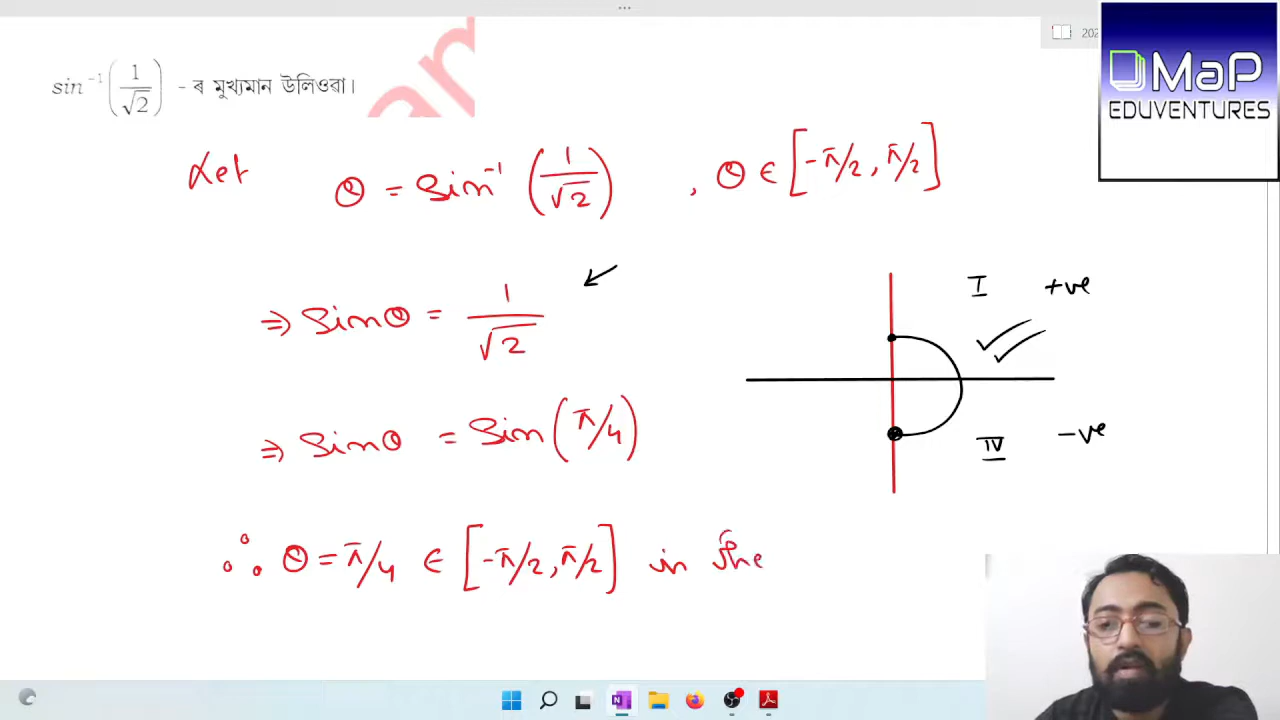 sin⁻¹(1/√2) - ৰ মুখ্যমান উলিওৱা।
MaP
EDUVENTURES
Let θ = Sin⁻¹(1/√2) , θ ∈ [-π/2, π/2]
⇒ Sinθ = 1/√2
I +ve
⇒ Sinθ = Sin(π/4)
IV -ve
∴ θ = π/4 ∈ [-π/2, π/2] in the